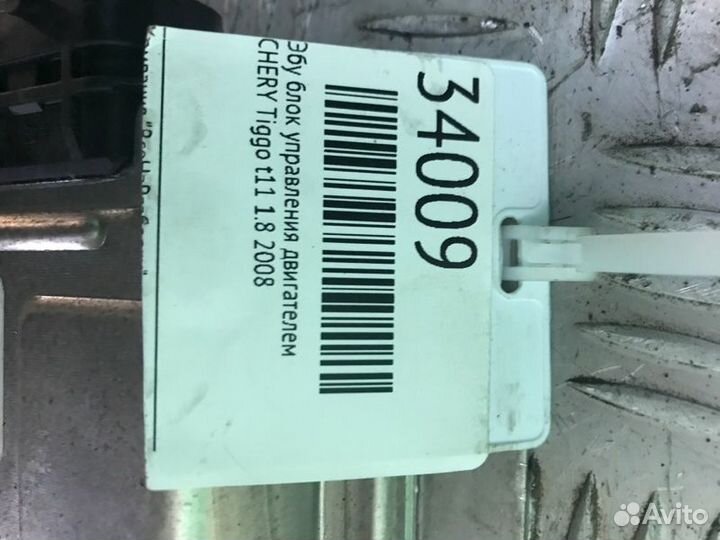 34009
Эбу блок управления двигателем
CHERY Tiggo t11 1.8 2008
Avito